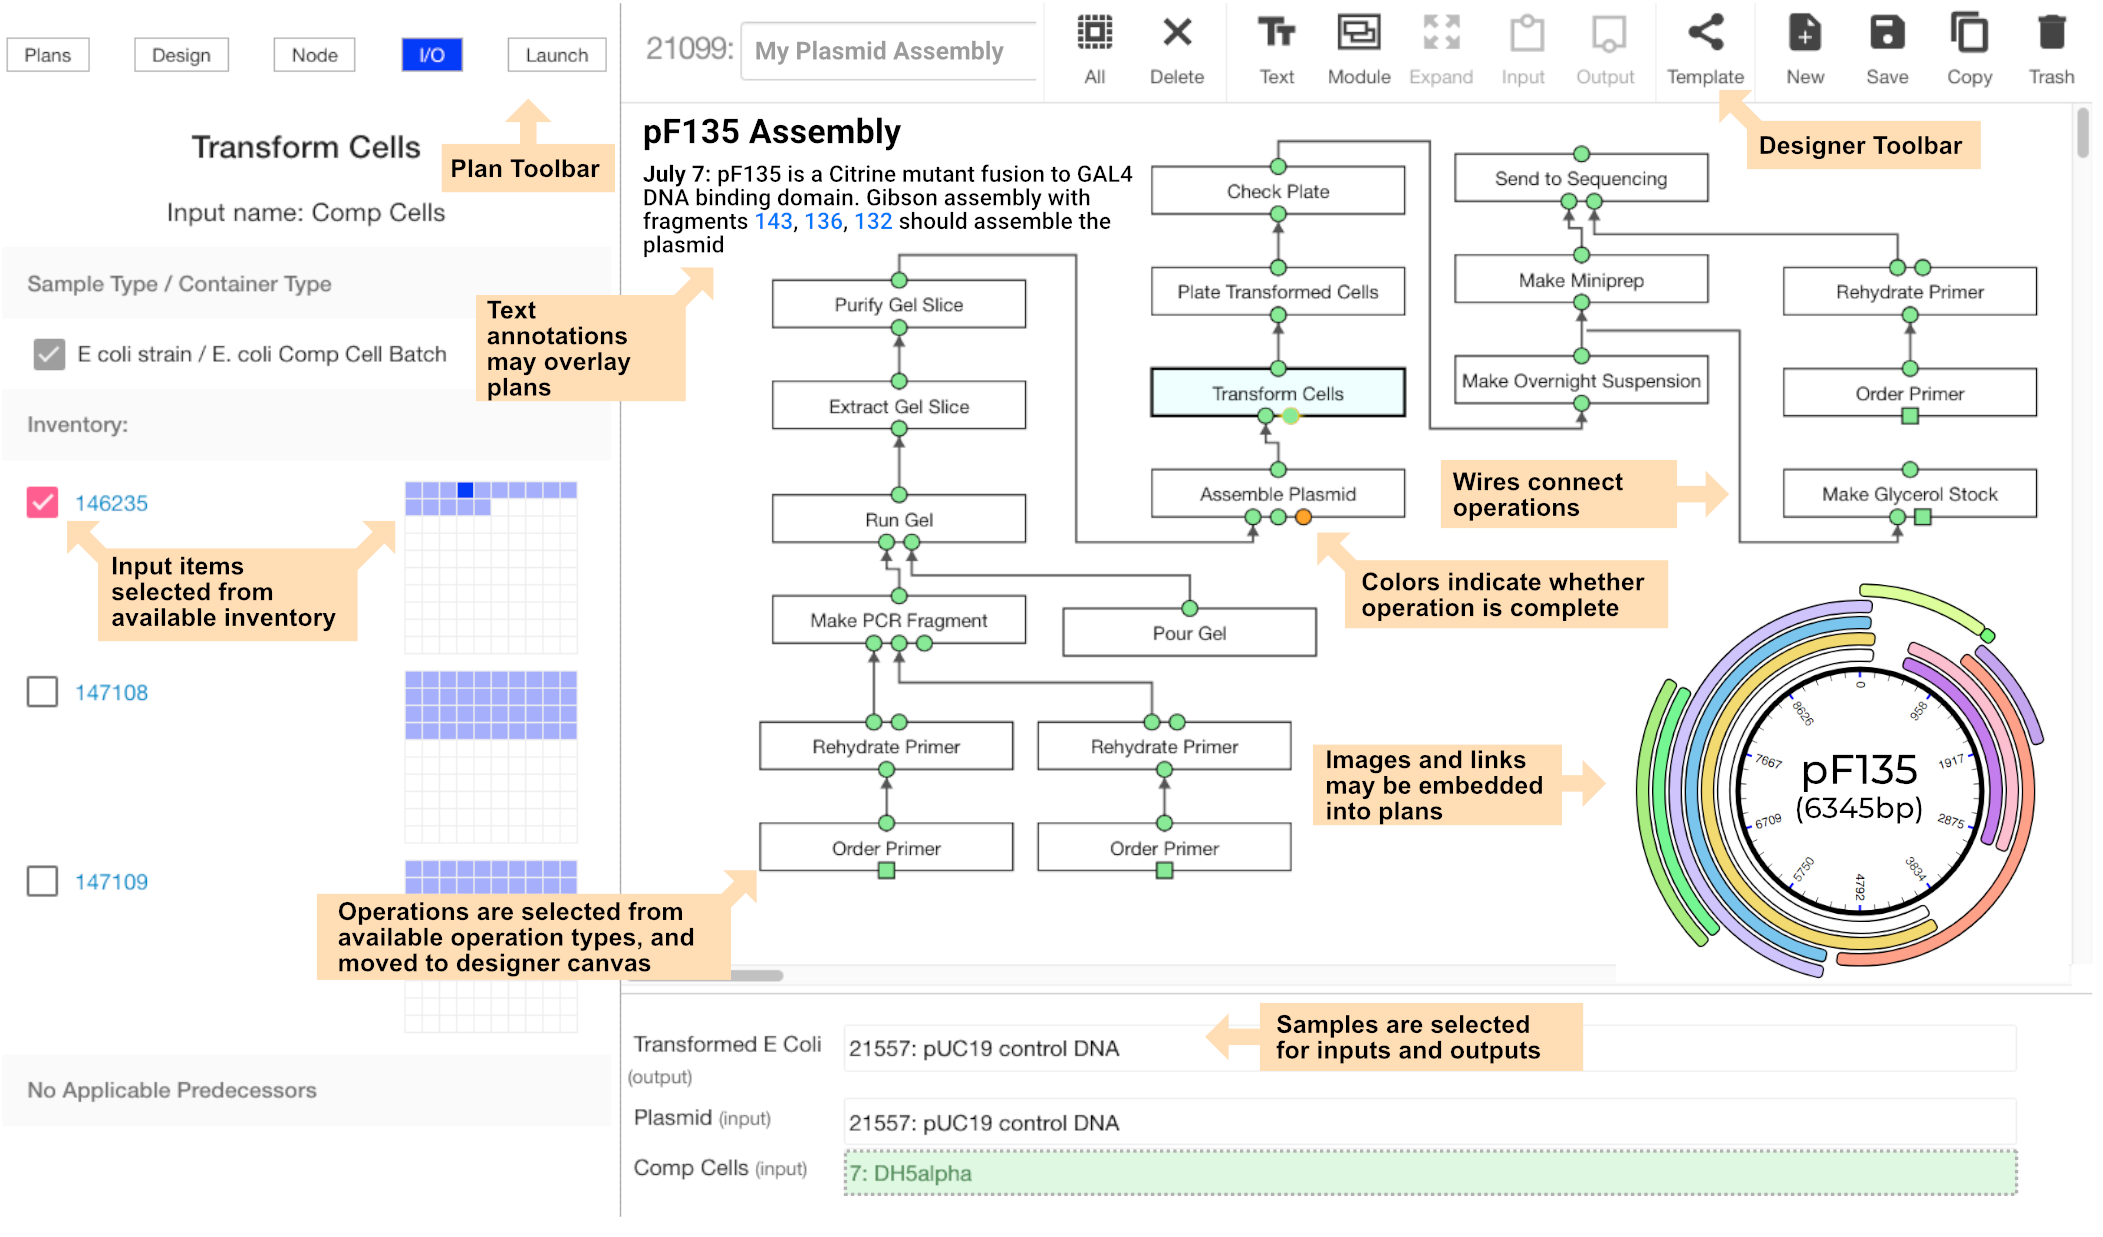 Plans
Design
Node
I/O
Launch
Plan Toolbar
Transform Cells
Input name: Comp Cells
Sample Type / Container Type
E coli strain / E. coli Comp Cell Batch
Inventory:
146235
Input items
selected from
available inventory
147108
147109
No Applicable Predecessors
21099:
My Plasmid Assembly
All
Delete
Text
Module
Expand
Input
Output
Template
New
Save
Copy
Trash
Designer Toolbar
pF135 Assembly
July 7: pF135 is a Citrine mutant fusion to GAL4
DNA binding domain. Gibson assembly with
fragments 143, 136, 132 should assemble the
plasmid
Text
annotations
may overlay
plans
Purify Gel Slice
Extract Gel Slice
Run Gel
Make PCR Fragment
Pour Gel
Rehydrate Primer
Rehydrate Primer
Order Primer
Order Primer
Operations are selected from
available operation types, and
moved to designer canvas
Check Plate
Plate Transformed Cells
Transform Cells
Assemble Plasmid
Send to Sequencing
Make Miniprep
Make Overnight Suspension
Rehydrate Primer
Order Primer
Make Glycerol Stock
Wires connect
operations
Colors indicate whether
operation is complete
Images and links
may be embedded
into plans
pF135
(6345bp)
0
958
1917
2875
3834
4792
5750
6709
7667
8626
Samples are selected
for inputs and outputs
Transformed E Coli
(output)
21557: pUC19 control DNA
Plasmid (input)
21557: pUC19 control DNA
Comp Cells (input)
7: DH5alpha